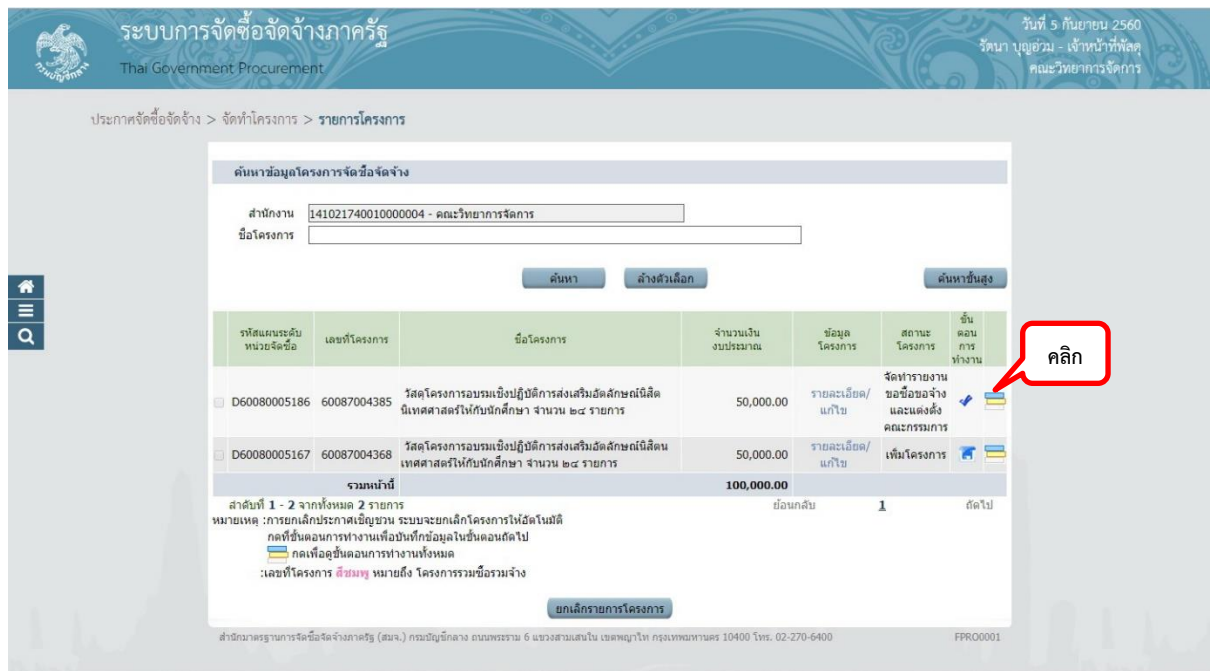 ระบบการจัดซื้อจัดจ้างภาครัฐ
Thai Government Procurement
กรมบัญชีกลาง
วันที่ 5 กันยายน 2560
รัตนา บุญอ่วม - เจ้าหน้าที่พัสดุ
คณะวิทยาการจัดการ
ประกาศจัดซื้อจัดจ้าง > จัดทำโครงการ > รายการโครงการ
ค้นหาข้อมูลโครงการจัดซื้อจัดจ้าง
สำนักงาน 141021740010000004 - คณะวิทยาการจัดการ
ชื่อโครงการ
ค้นหา ล้างตัวเลือก ค้นหาขั้นสูง
รหัสแผนระดับหน่วยจัดซื้อ เลขที่โครงการ ชื่อโครงการ จำนวนเงินงบประมาณ ข้อมูลโครงการ สถานะโครงการ ขั้นตอนการทำงาน
คลิก
D60080005186 60087004385 วัสดุโครงการอบรมเชิงปฏิบัติการส่งเสริมอัตลักษณ์นิสิตนิเทศศาสตร์ให้กับนักศึกษา จำนวน ๒๔ รายการ 50,000.00 รายละเอียด/แก้ไข จัดทำรายงานขอซื้อขอจ้างและแต่งตั้งคณะกรรมการ
D60080005167 60087004368 วัสดุโครงการอบรมเชิงปฏิบัติการส่งเสริมอัตลักษณ์นิสิตนเทศาสตร์ให้กับนักศึกษา จำนวน ๒๔ รายการ 50,000.00 รายละเอียด/แก้ไข เพิ่มโครงการ
รวมหน้านี้ 100,000.00
ลำดับที่ 1 - 2 จากทั้งหมด 2 รายการ ย้อนกลับ 1 ถัดไป
หมายเหตุ :การยกเลิกประกาศเชิญชวน ระบบจะยกเลิกโครงการให้อัตโนมัติ
กดที่ขั้นตอนการทำงานเพื่อบันทึกข้อมูลในขั้นตอนถัดไป
กดเพื่อดูขั้นตอนการทำงานทั้งหมด
:เลขที่โครงการ สีชมพู หมายถึง โครงการรวมซื้อรวมจ้าง
ยกเลิกรายการโครงการ
สำนักมาตรฐานการจัดซื้อจัดจ้างภาครัฐ (สมจ.) กรมบัญชีกลาง ถนนพระราม 6 แขวงสามเสนใน เขตพญาไท กรุงเทพมหานคร 10400 โทร. 02-270-6400 FPRO0001